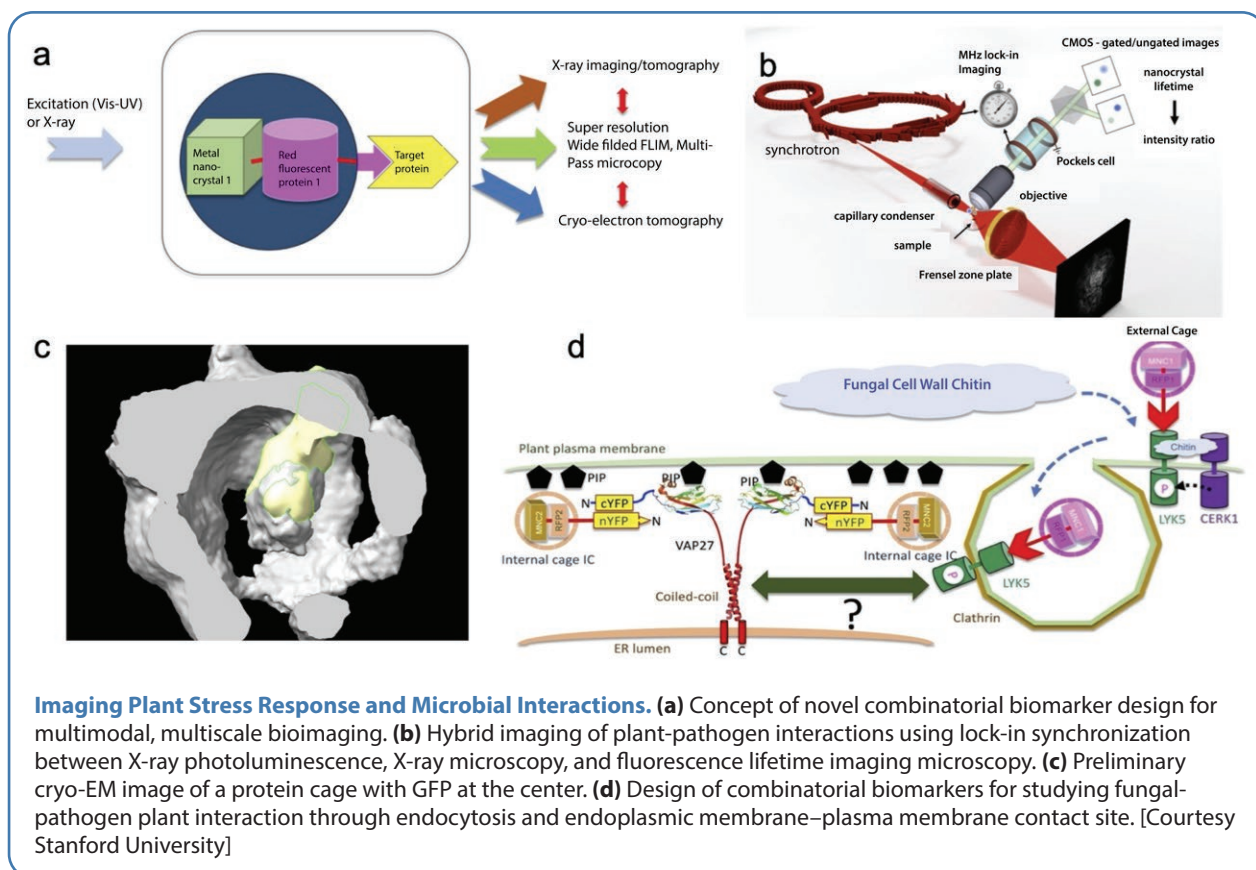 a
Excitation (Vis-UV)
or X-ray
Metal
nano-
crystal 1
Red
fluorescent
protein 1
Target
protein
X-ray imaging/tomography
Super resolution
Wide filded FLIM, Multi-
Pass microcopy
Cryo-electron tomography
b
MHz lock-in
Imaging
CMOS - gated/ungated images
nanocrystal
lifetime
intensity ratio
Pockels cell
synchrotron
objective
capillary condenser
sample
Frensel zone plate
c
d
External Cage
MNC1
RFP1
Fungal Cell Wall Chitin
Plant plasma membrane
Chitin
PIP
PIP
PIP
N
cYFP
nYFP
N
cYFP
N
N
nYFP
MNC2
RFP2
RFP2
MNC2
P
LYK5
CERK1
Internal cage IC
VAP27
Internal cage IC
MNC1
RFP1
P
LYK5
Coiled-coil
?
Clathrin
ER lumen
C
C
Imaging Plant Stress Response and Microbial Interactions. (a) Concept of novel combinatorial biomarker design for
multimodal, multiscale bioimaging. (b) Hybrid imaging of plant-pathogen interactions using lock-in synchronization
between X-ray photoluminescence, X-ray microscopy, and fluorescence lifetime imaging microscopy. (c) Preliminary
cryo-EM image of a protein cage with GFP at the center. (d) Design of combinatorial biomarkers for studying fungal-
pathogen plant interaction through endocytosis and endoplasmic membrane–plasma membrane contact site. [Courtesy
Stanford University]